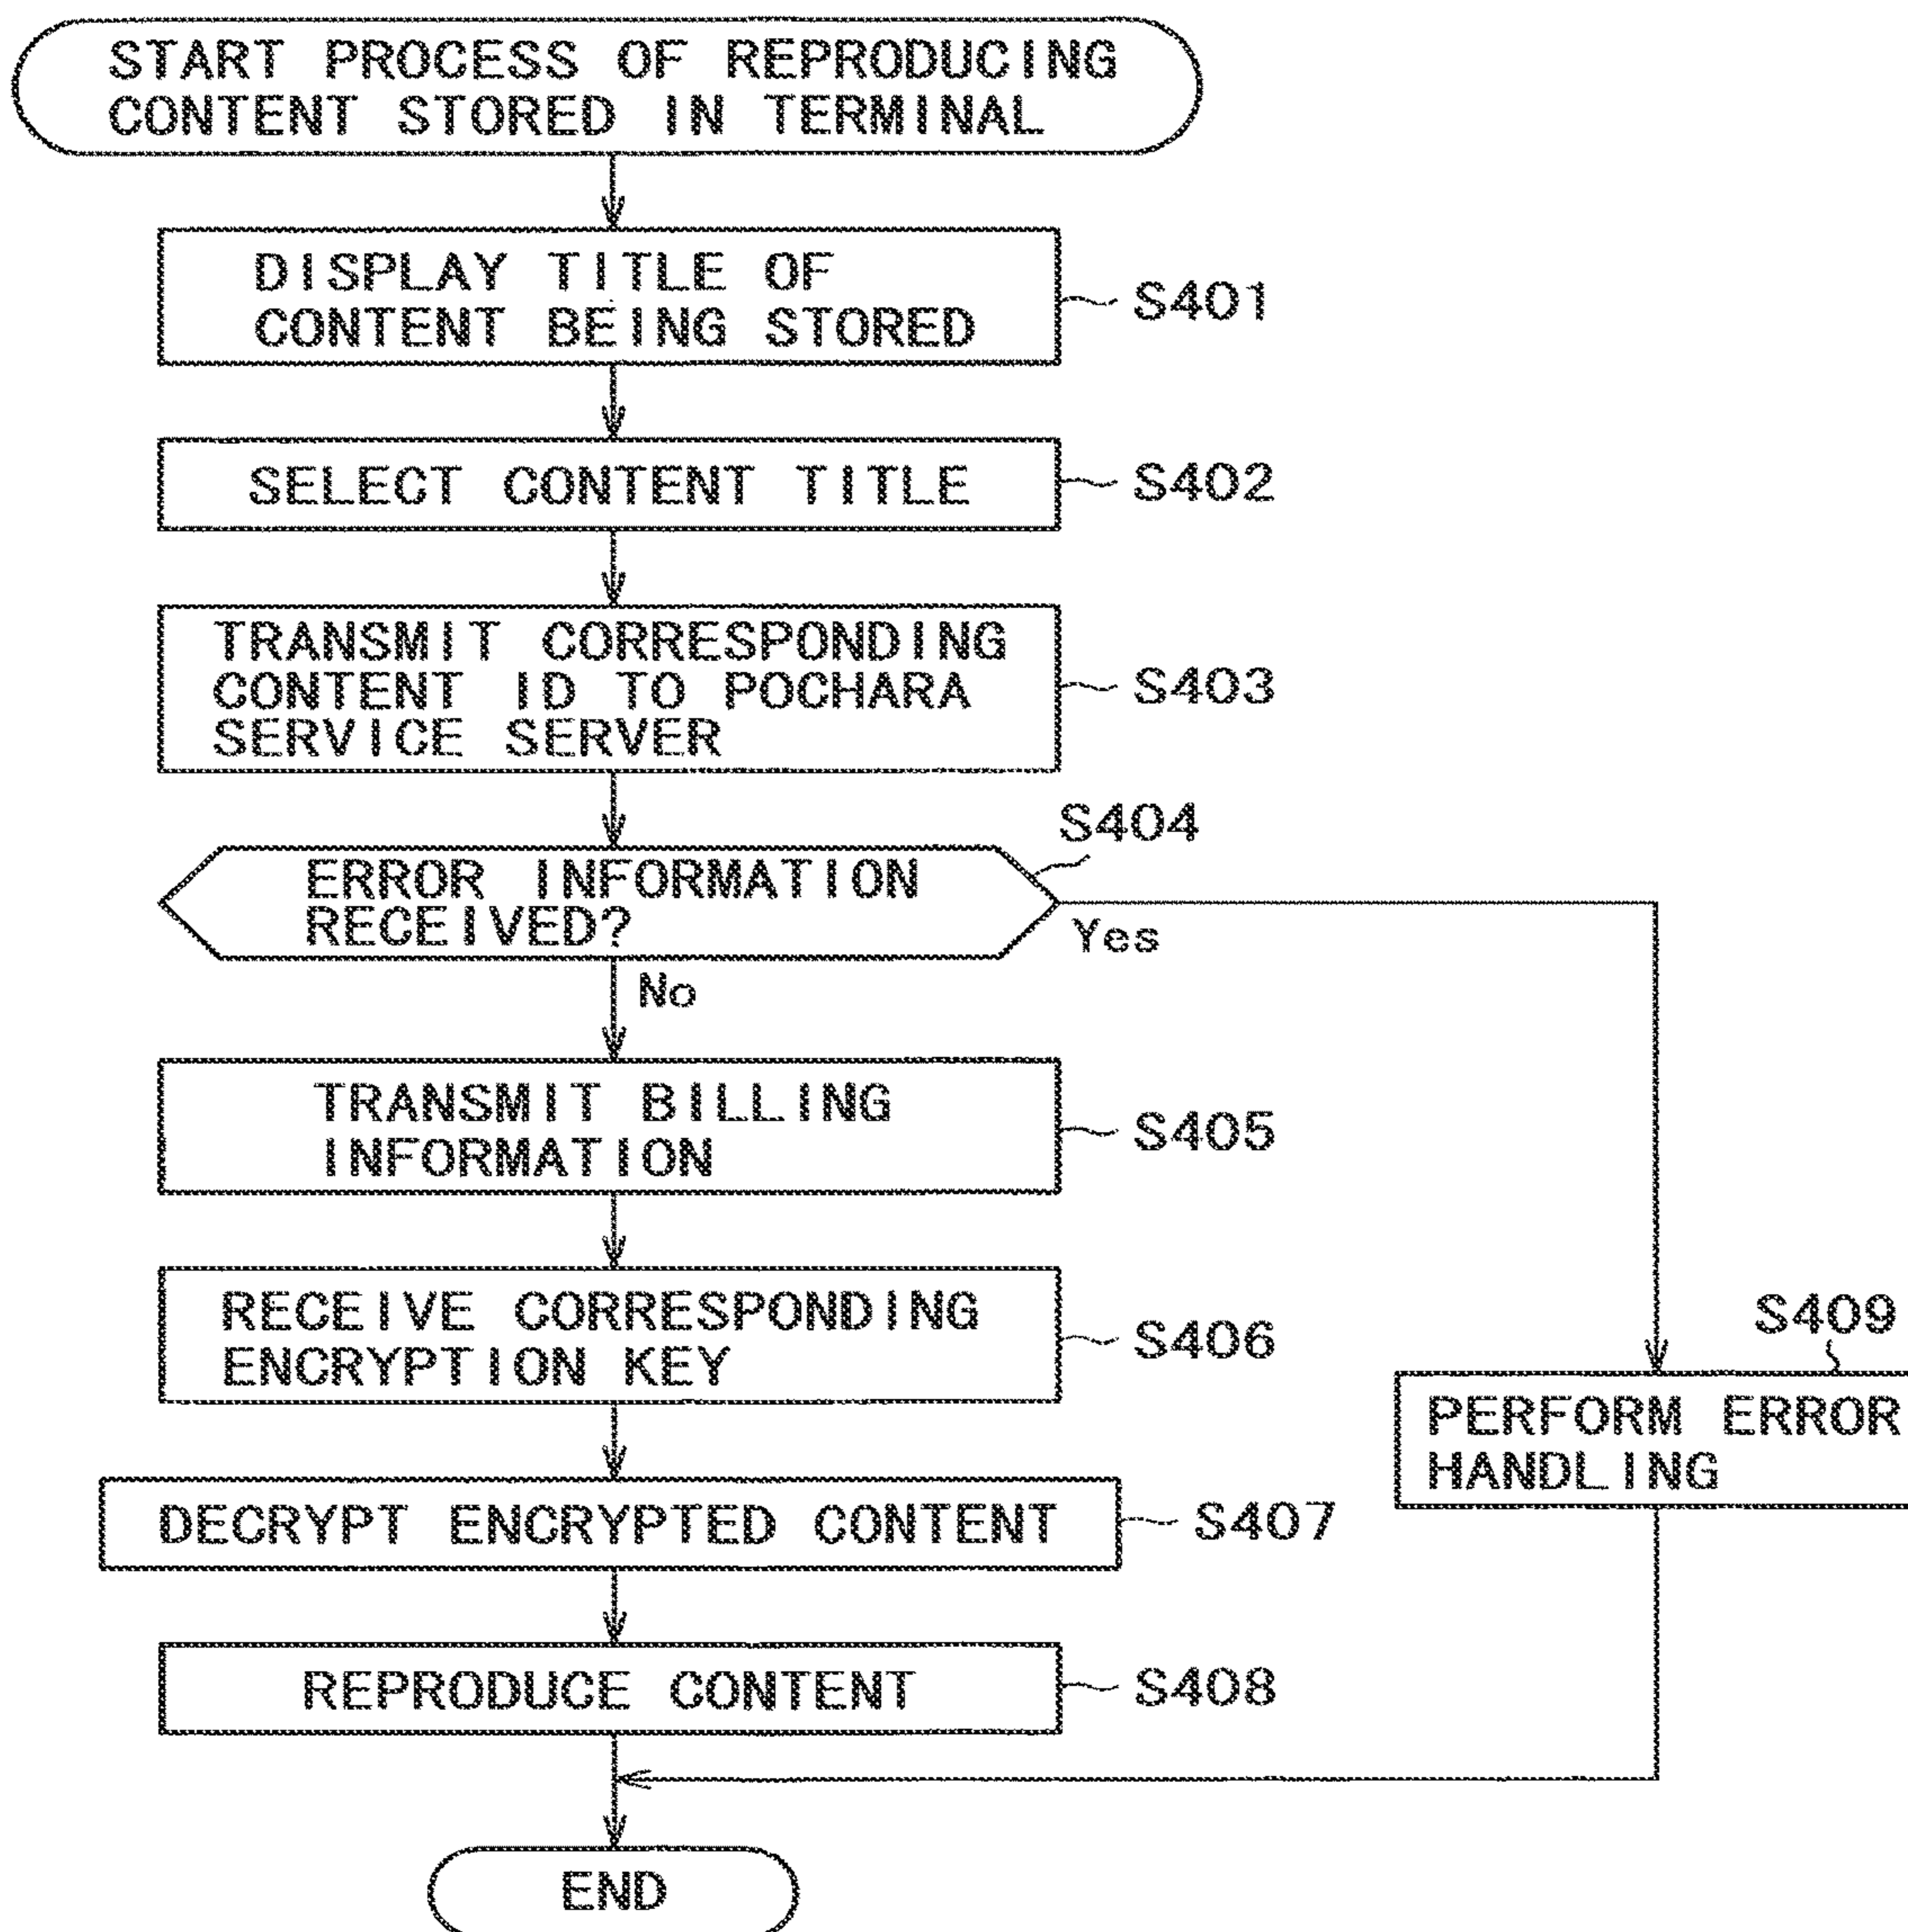 START PROCESS OF REPRODUCING
CONTENT STORED IN TERMINAL
DISPLAY TITLE OF
CONTENT BEING STORED
S401
SELECT CONTENT TITLE
S402
TRANSMIT CORRESPONDING
CONTENT ID TO POCHARA
SERVICE SERVER
S403
S404
ERROR INFORMATION
RECEIVED?
Yes
No
TRANSMIT BILLING
INFORMATION
S405
RECEIVE CORRESPONDING
ENCRYPTION KEY
S406
S409
PERFORM ERROR
HANDLING
DECRYPT ENCRYPTED CONTENT
S407
REPRODUCE CONTENT
S408
END